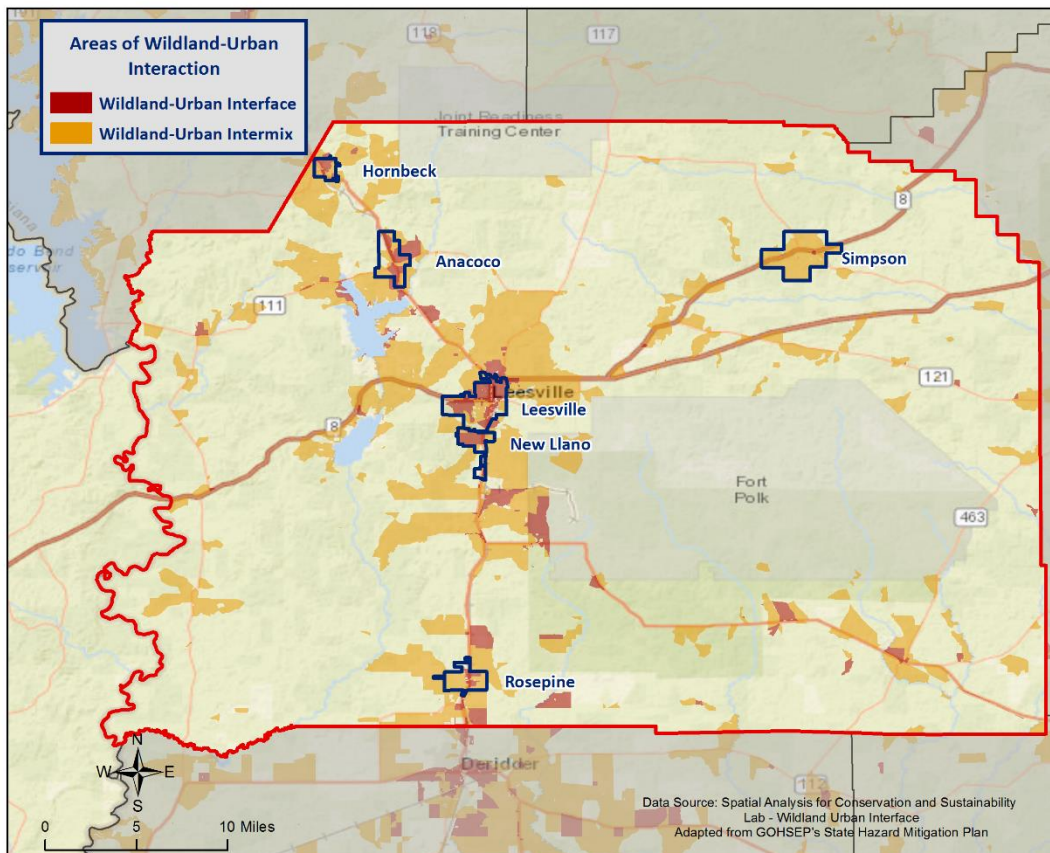 Areas of Wildland-Urban
Interaction
Wildland-Urban Interface
Wildland-Urban Intermix
118
117
Joint Readiness
Training Center
Hornbeck
8
Anacoco
Simpson
111
121
Leesville
Leesville
8
New Llano
Fort
Polk
463
Rosepine
Deridder
N
W E
S
0 5 10 Miles
Data Source: Spatial Analysis for Conservation and Sustainability
Lab - Wildland Urban Interface
Adapted from GOHSEP's State Hazard Mitigation Plan